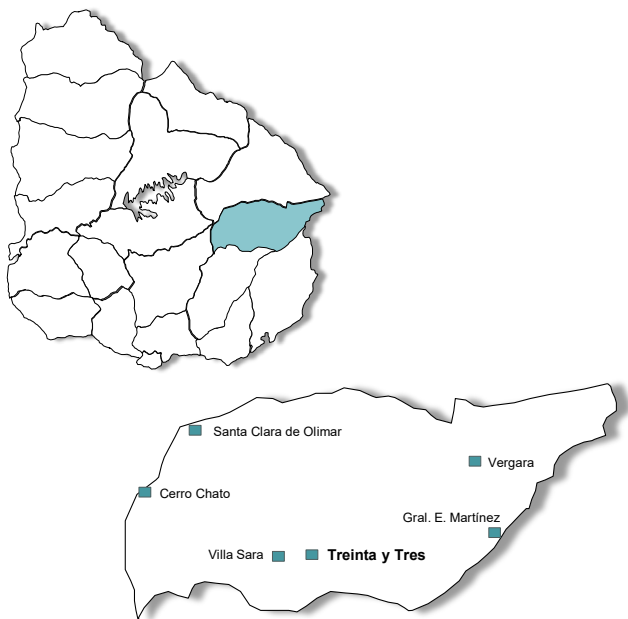 Santa Clara de Olimar
Vergara
Cerro Chato
Gral. E. Martínez
Villa Sara
Treinta y Tres